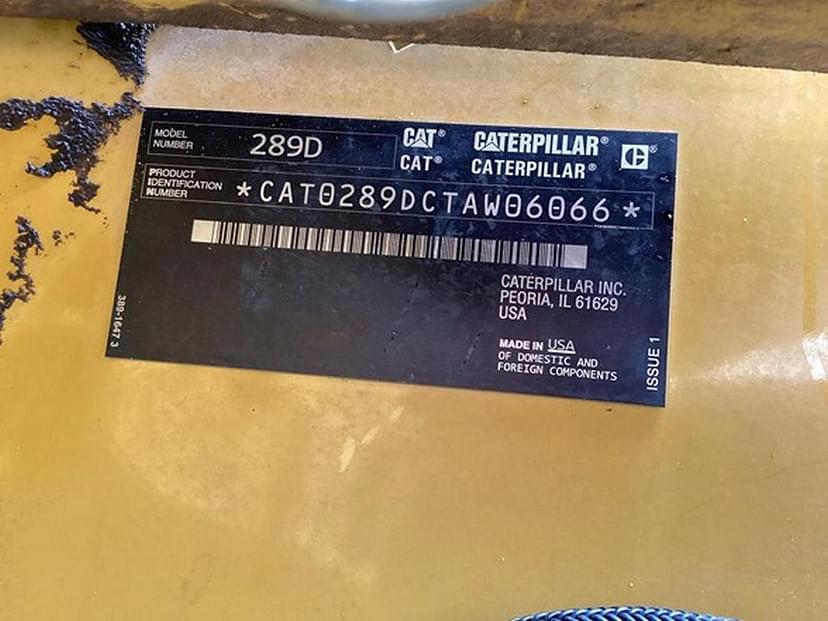 MODEL NUMBER 289D
CAT® CATERPILLAR® C®
CAT® CATERPILLAR®
PRODUCT IDENTIFICATION NUMBER *CAT0289DCTAW06066*
CATERPILLAR INC.
PEORIA, IL 61629
USA
MADE IN USA
OF DOMESTIC AND
FOREIGN COMPONENTS
389-1647 3
ISSUE 1